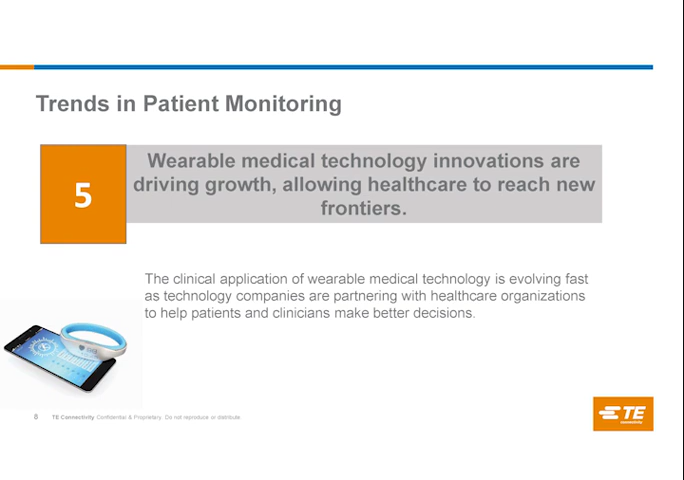 Trends in Patient Monitoring
5
Wearable medical technology innovations are
driving growth, allowing healthcare to reach new
frontiers.
The clinical application of wearable medical technology is evolving fast
as technology companies are partnering with healthcare organizations
to help patients and clinicians make better decisions.
TE Connectivity Confidential & Proprietary. Do not reproduce or distribute.
TE
connectivity